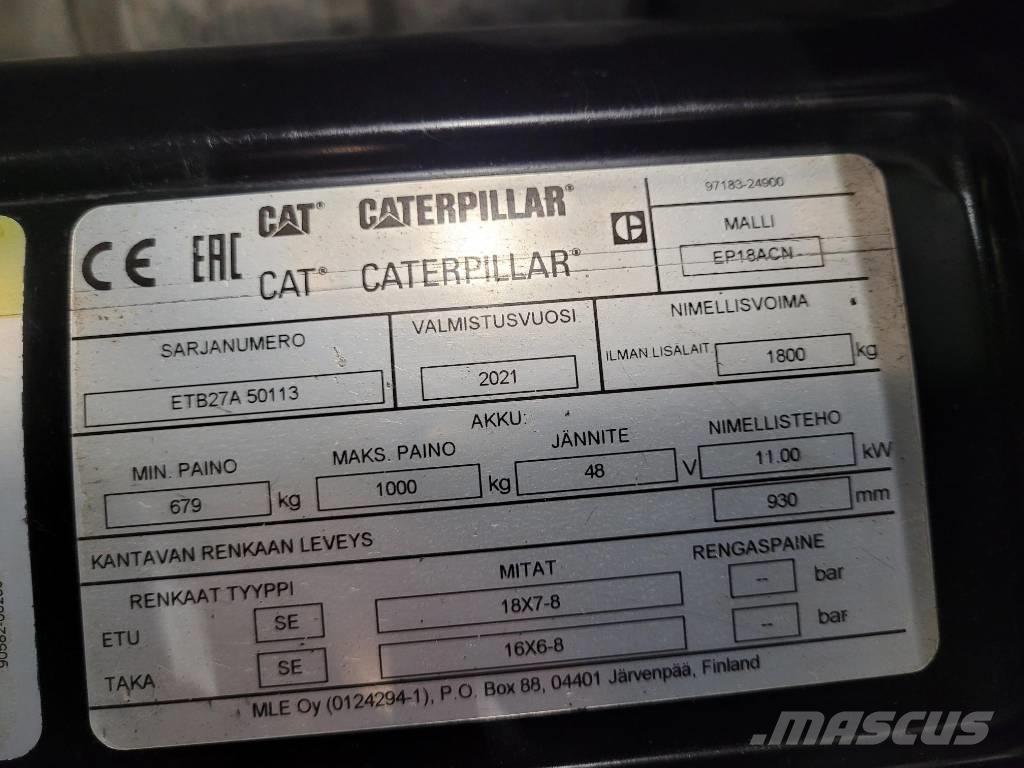 CE EAC CAT® CATERPILLAR®
CAT® CATERPILLAR® C
97183-24900
MALLI
EP18ACN
SARJANUMERO
ETB27A 50113
VALMISTUSVUOSI
2021
NIMELLISVOIMA
ILMAN LISÄLAIT. 1800 kg
AKKU:
MIN. PAINO MAKS. PAINO JÄNNITE NIMELLISTEHO
679 kg 1000 kg 48 V 11.00 kW
KANTAVAN RENKAAN LEVEYS 930 mm
RENKAAT TYYPPI MITAT RENGASPAINE
ETU SE 18X7-8 -- bar
TAKA SE 16X6-8 -- bar
MLE Oy (0124294-1), P.O. Box 88, 04401 Järvenpää, Finland
MASCUS